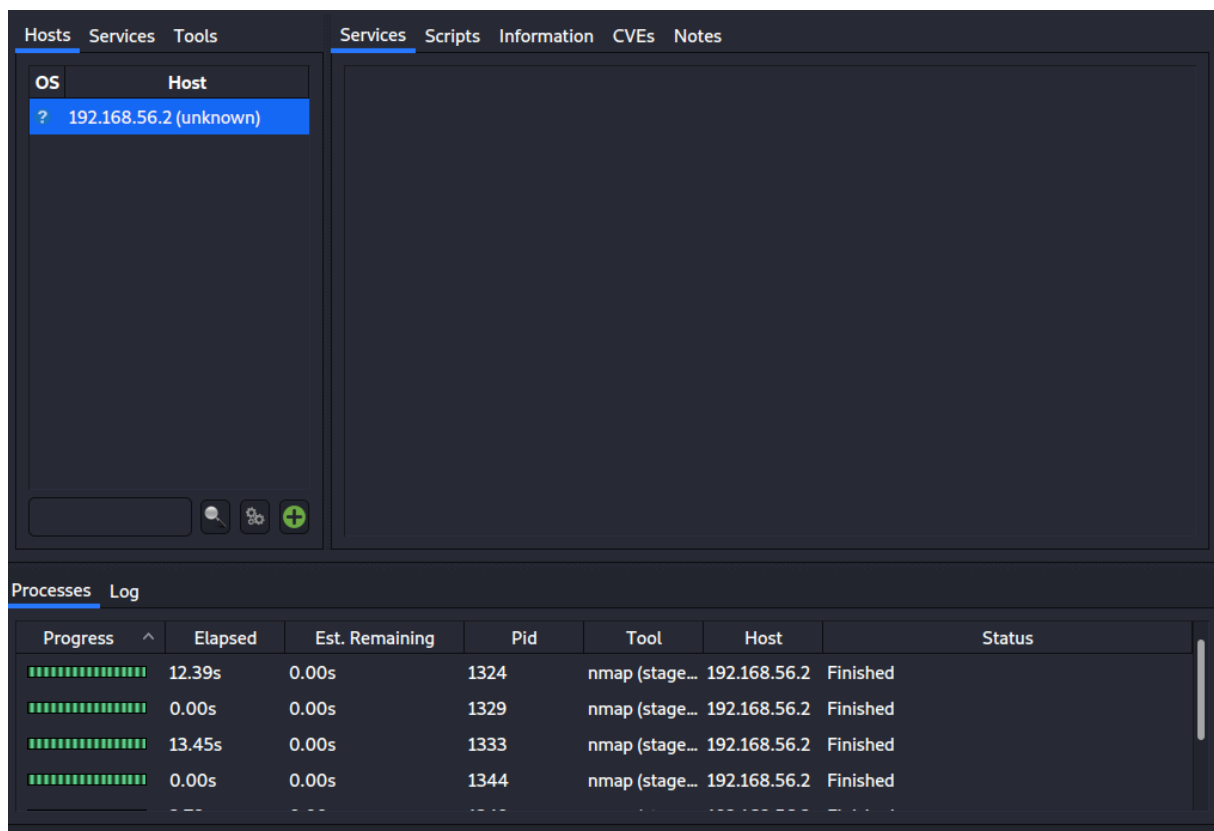 Hosts Services Tools
Services Scripts Information CVEs Notes
OS Host
? 192.168.56.2 (unknown)
Processes Log
Progress Elapsed Est. Remaining Pid Tool Host Status
12.39s 0.00s 1324 nmap (stage... 192.168.56.2 Finished
0.00s 0.00s 1329 nmap (stage... 192.168.56.2 Finished
13.45s 0.00s 1333 nmap (stage... 192.168.56.2 Finished
0.00s 0.00s 1344 nmap (stage... 192.168.56.2 Finished